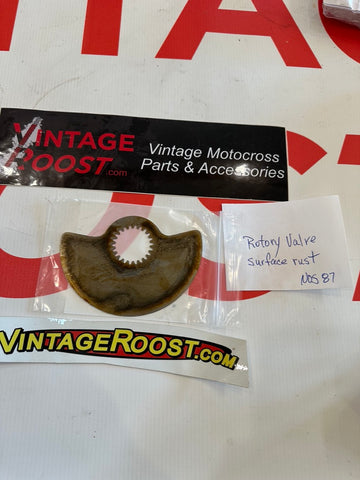 VINTAGE
ROOST.com
Vintage Motocross
Parts & Accessories
Rotory Valve
surface rust
NOS 87
VINTAGEROOST.COM